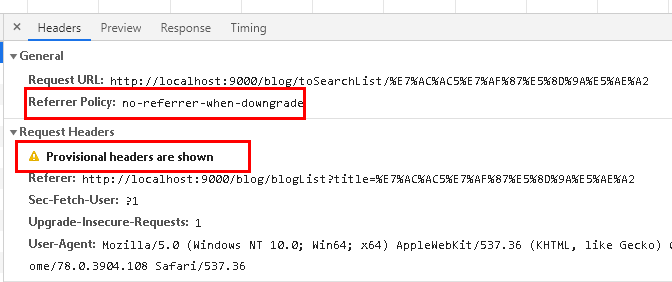 Headers Preview Response Timing
General
Request URL: http://localhost:9000/blog/toSearchList/%E7%AC%AC5%E7%AF%87%E5%8D%9A%E5%AE%A2
Referrer Policy: no-referrer-when-downgrade
Request Headers
Provisional headers are shown
Referer: http://localhost:9000/blog/blogList?title=%E7%AC%AC5%E7%AF%87%E5%8D%9A%E5%AE%A2
Sec-Fetch-User: ?1
Upgrade-Insecure-Requests: 1
User-Agent: Mozilla/5.0 (Windows NT 10.0; Win64; x64) AppleWebKit/537.36 (KHTML, like Gecko)
ome/78.0.3904.108 Safari/537.36